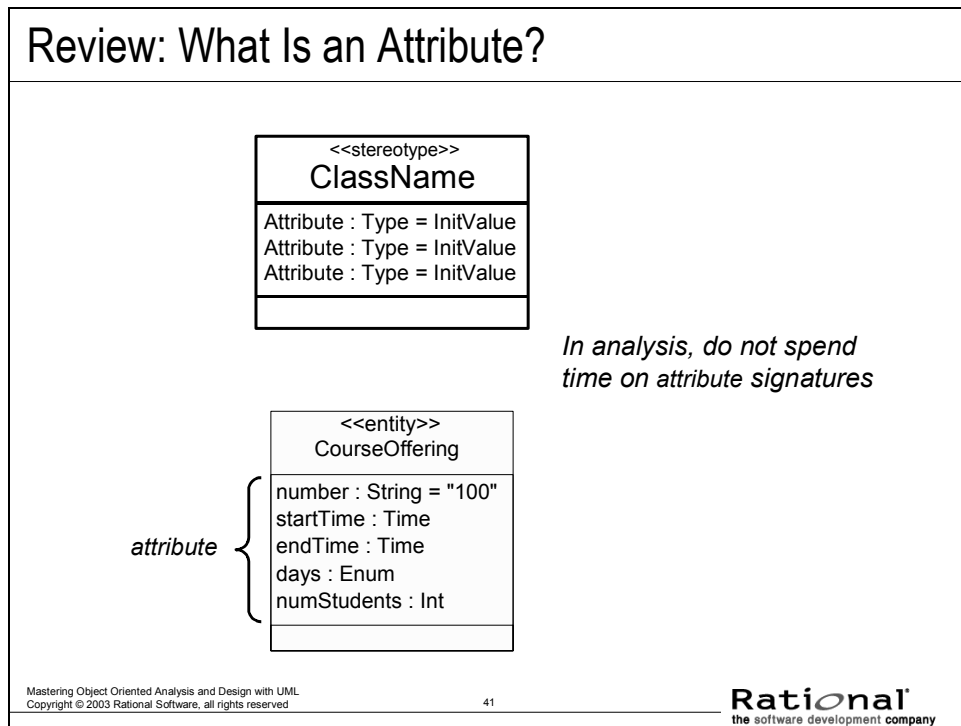 Review: What Is an Attribute?
<<stereotype>>
ClassName
Attribute : Type = InitValue
Attribute : Type = InitValue
Attribute : Type = InitValue
In analysis, do not spend
time on attribute signatures
<<entity>>
CourseOffering
attribute
number : String = "100"
startTime : Time
endTime : Time
days : Enum
numStudents : Int
Mastering Object Oriented Analysis and Design with UML
Copyright © 2003 Rational Software, all rights reserved
41
Rational
the software development company